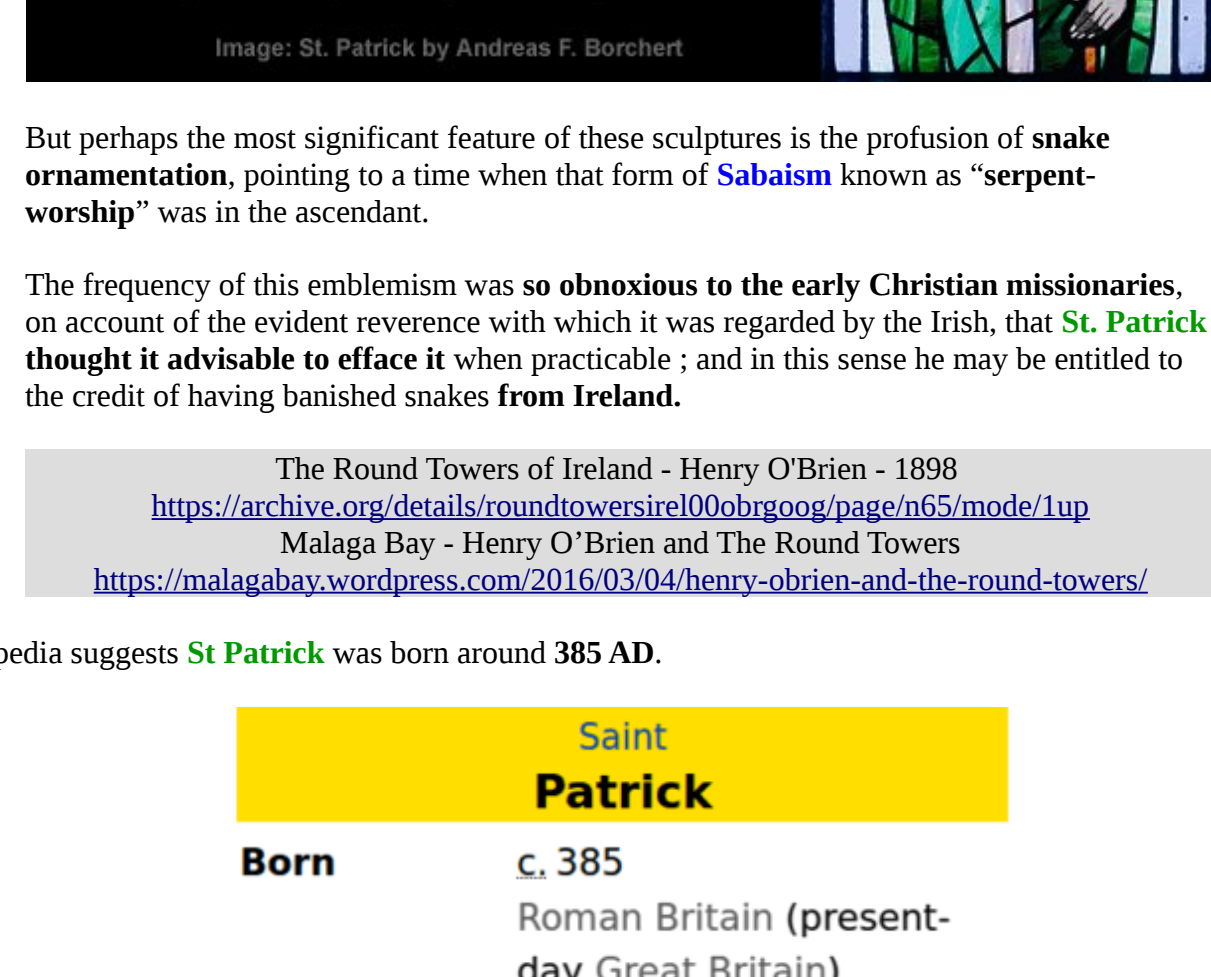 Image: St. Patrick by Andreas F. Borchert
But perhaps the most significant feature of these sculptures is the profusion of snake
ornamentation, pointing to a time when that form of Sabaism known as “serpent-
worship” was in the ascendant.
The frequency of this emblemism was so obnoxious to the early Christian missionaries,
on account of the evident reverence with which it was regarded by the Irish, that St. Patrick
thought it advisable to efface it when practicable ; and in this sense he may be entitled to
the credit of having banished snakes from Ireland.
The Round Towers of Ireland - Henry O'Brien - 1898
https://archive.org/details/roundtowersirel00obrgoog/page/n65/mode/1up
Malaga Bay - Henry O’Brien and The Round Towers
https://malagabay.wordpress.com/2016/03/04/henry-obrien-and-the-round-towers/
pedia suggests St Patrick was born around 385 AD.
Saint
Patrick
Born c. 385
Roman Britain (present-
day Great Britain)